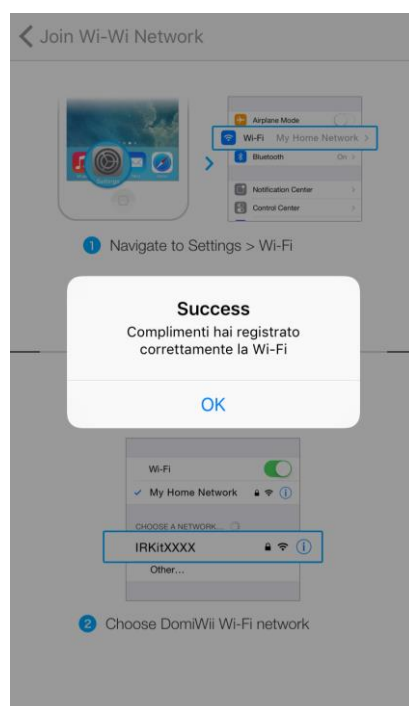 Join Wi-Wi Network
Airplane Mode
Wi-Fi My Home Network
Bluetooth On
Notification Center
Control Center
Settings
1 Navigate to Settings > Wi-Fi
Success
Complimenti hai registrato
correttamente la Wi-Fi
OK
Wi-Fi
My Home Network
CHOOSE A NETWORK...
IRKitXXXX
Other...
2 Choose DomiWii Wi-Fi network